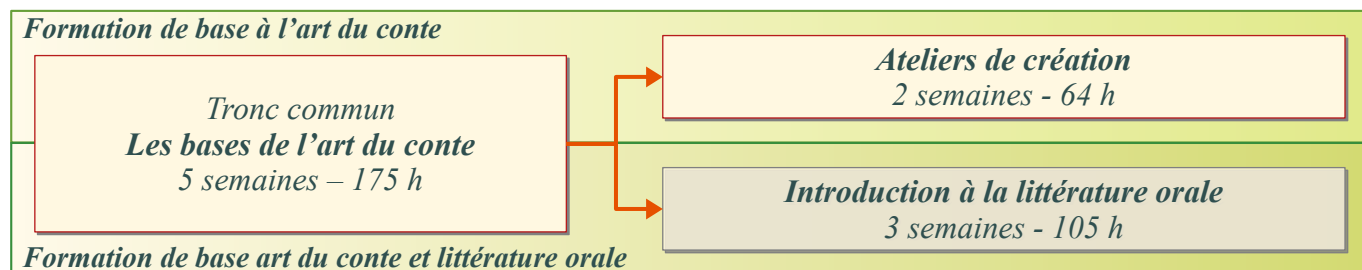 Formation de base à l’art du conte
Tronc commun
Les bases de l’art du conte
5 semaines – 175 h
Ateliers de création
2 semaines - 64 h
Introduction à la littérature orale
3 semaines - 105 h
Formation de base art du conte et littérature orale